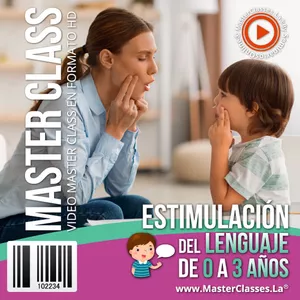 MASTER CLASS
VIDEO MASTER CLASS EN FORMATO HD
ESTIMULACIÓN
DEL LENGUAJE
DE 0 A 3 AÑOS
102234
www.MasterClasses.La®